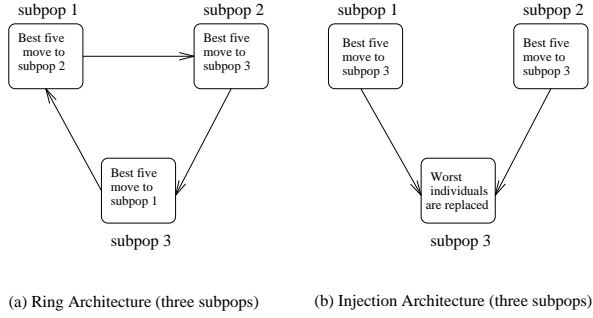 subpop 1
subpop 2
Best five
move to
subpop 2
Best five
move to
subpop 3
Best five
move to
subpop 1
subpop 3
(a) Ring Architecture (three subpops)
subpop 1
subpop 2
Best five
move to
subpop 3
Best five
move to
subpop 3
Worst
individuals
are replaced
subpop 3
(b) Injection Architecture (three subpops)